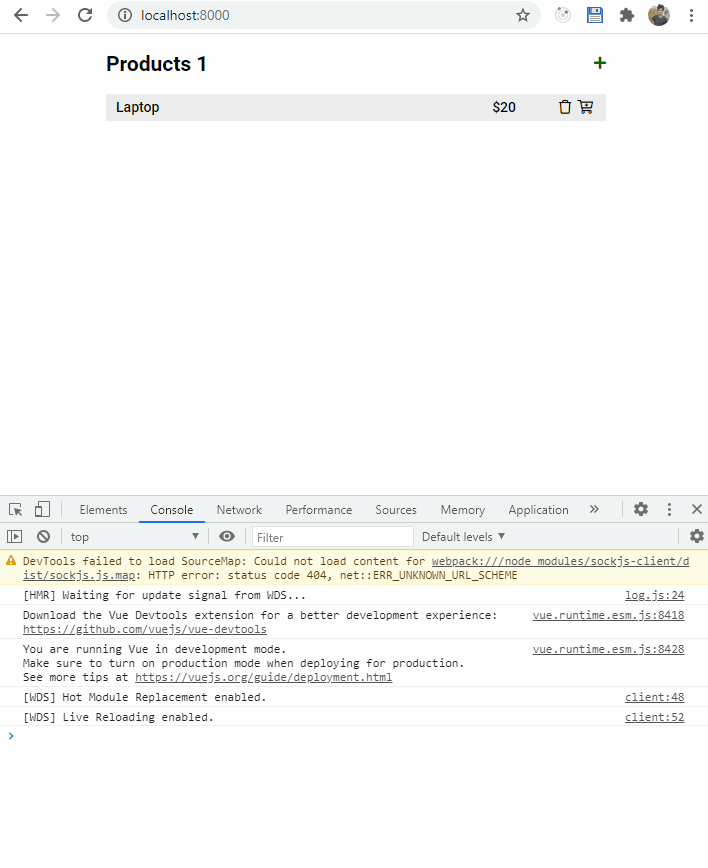 localhost:8000
Products 1
+
Laptop $20
Elements Console Network Performance Sources Memory Application »
top ▼ Filter Default levels ▼
DevTools failed to load SourceMap: Could not load content for webpack:///node_modules/sockjs-client/d
ist/sockjs.js.map: HTTP error: status code 404, net::ERR_UNKNOWN_URL_SCHEME
[HMR] Waiting for update signal from WDS... log.js:24
Download the Vue Devtools extension for a better development experience: vue.runtime.esm.js:8418
https://github.com/vuejs/vue-devtools
You are running Vue in development mode. vue.runtime.esm.js:8428
Make sure to turn on production mode when deploying for production.
See more tips at https://vuejs.org/guide/deployment.html
[WDS] Hot Module Replacement enabled. client:48
[WDS] Live Reloading enabled. client:52
>